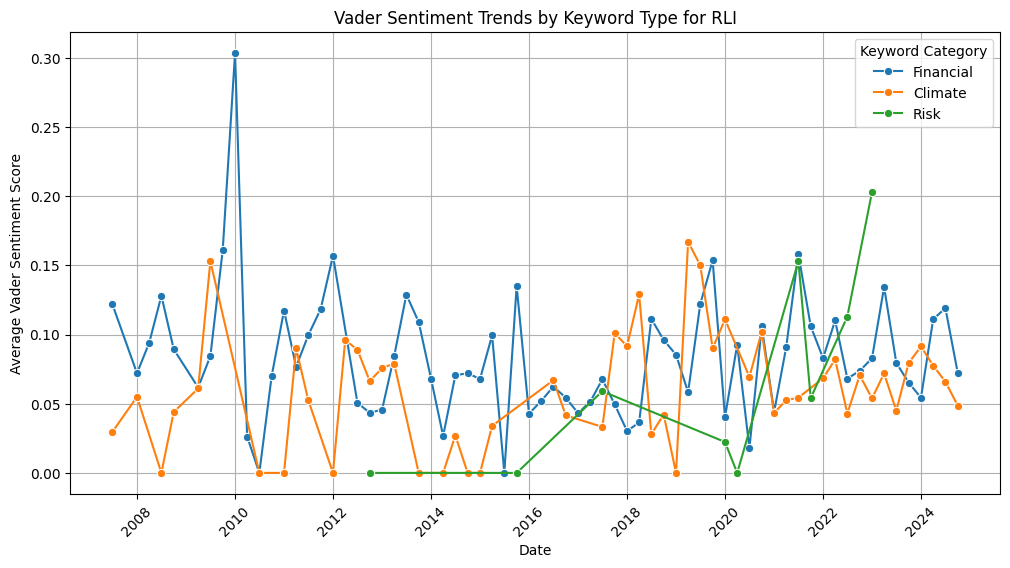 Vader Sentiment Trends by Keyword Type for RLI
Keyword Category
Financial
Climate
Risk
Average Vader Sentiment Score
0.30
0.25
0.20
0.15
0.10
0.05
0.00
2008
2010
2012
2014
2016
2018
2020
2022
2024
Date